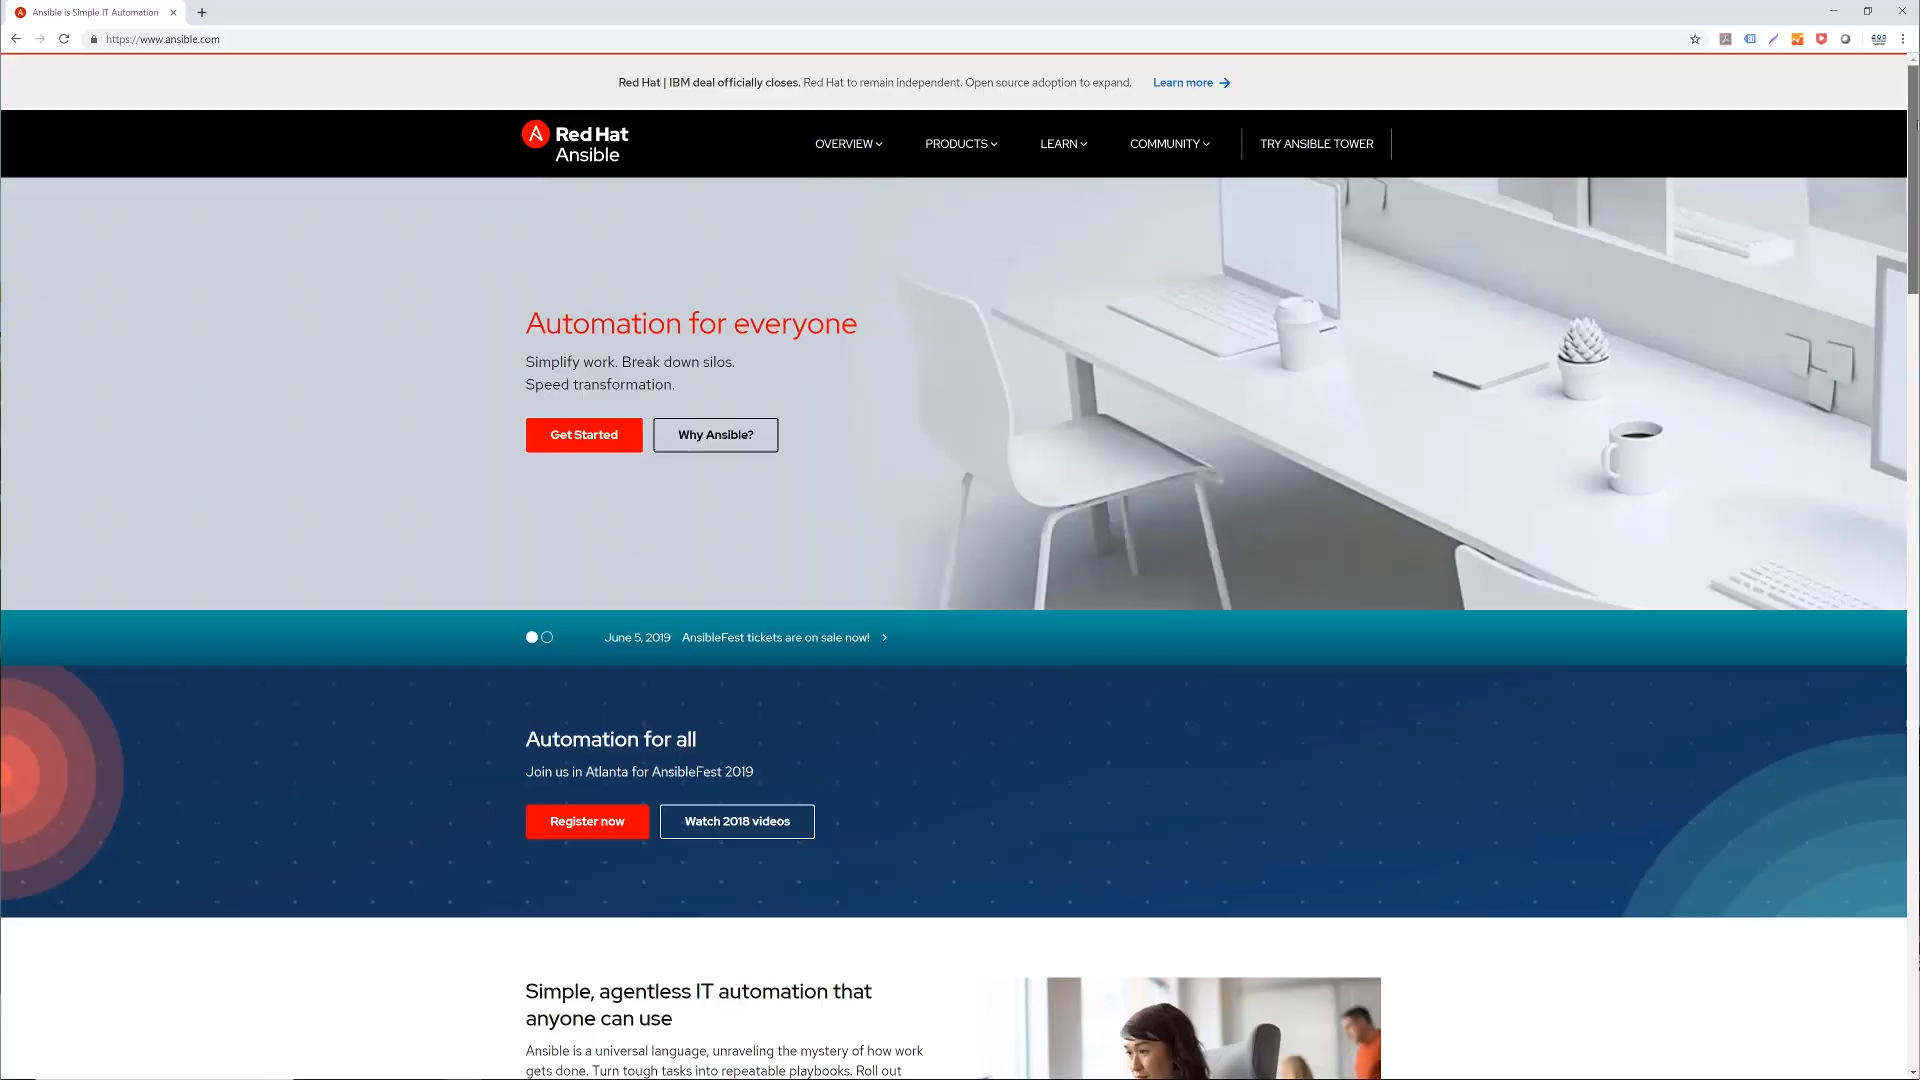 Ansible is Simple IT Automation
https://www.ansible.com
Red Hat | IBM deal officially closes. Red Hat to remain independent. Open source adoption to expand. Learn more →
Red Hat
Ansible
OVERVIEW
PRODUCTS
LEARN
COMMUNITY
TRY ANSIBLE TOWER
Automation for everyone
Simplify work. Break down silos.
Speed transformation.
Get Started
Why Ansible?
June 5, 2019 AnsibleFest tickets are on sale now!
Automation for all
Join us in Atlanta for AnsibleFest 2019
Register now
Watch 2018 videos
Simple, agentless IT automation that
anyone can use
Ansible is a universal language, unraveling the mystery of how work
gets done. Turn tough tasks into repeatable playbooks. Roll out